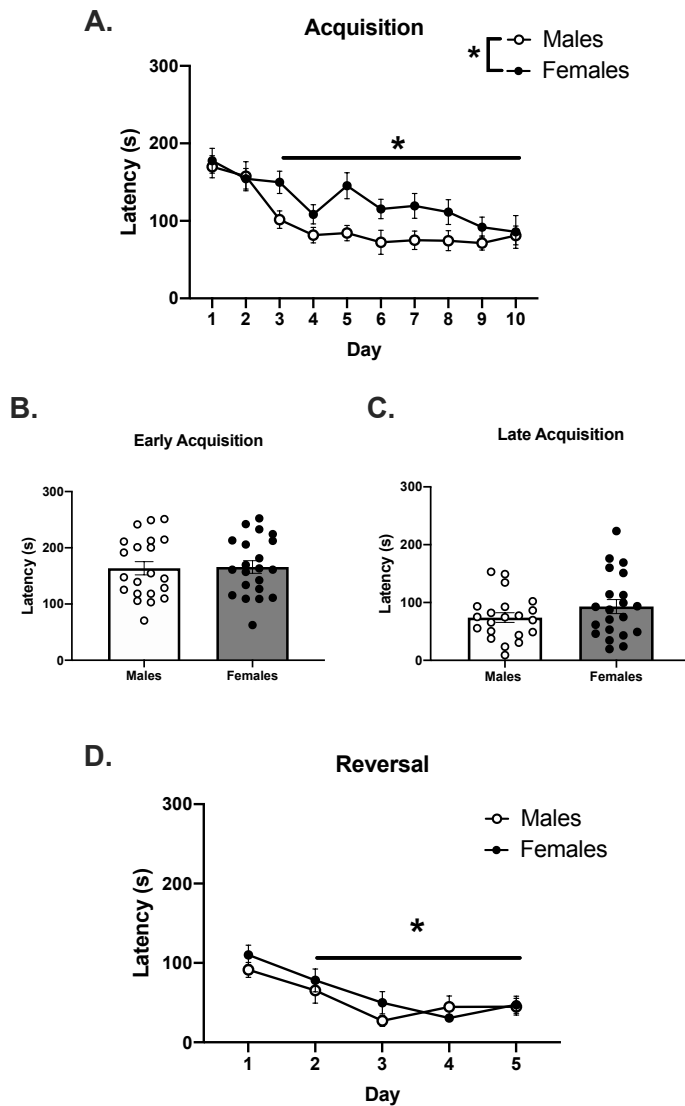 A.
Acquisition
* Males
Females
300
200
100
0
Latency (s)
*
1 2 3 4 5 6 7 8 9 10
Day
B.
Early Acquisition
300
200
100
0
Latency (s)
Males Females
C.
Late Acquisition
300
200
100
0
Latency (s)
Males Females
D.
Reversal
Males
Females
300
200
100
0
Latency (s)
*
1 2 3 4 5
Day